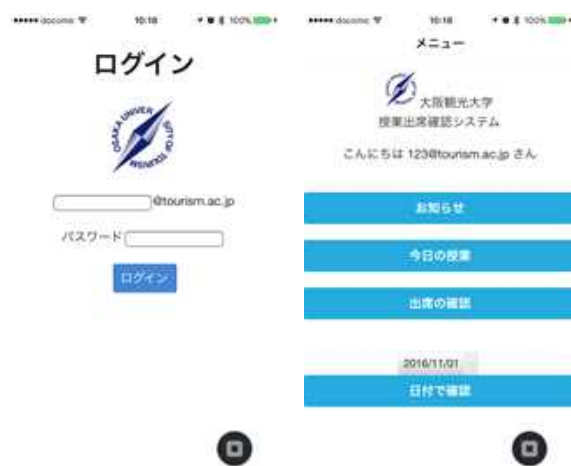 docomo 10:18 100%
ログイン
OSAKA UNIVERSITY OF TOURISM
@tourism.ac.jp
パスワード
ログイン
docomo 10:18 100%
メニュー
大阪観光大学
授業出席確認システム
こんにちは 123@tourism.ac.jp さん
お知らせ
今日の授業
出席の確認
2016/11/01
日付で確認